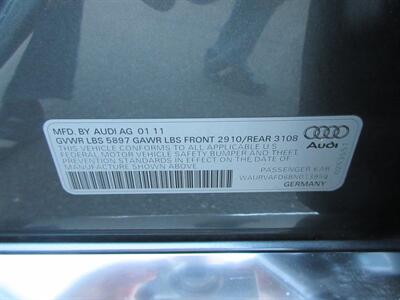 MFD. BY AUDI AG 01 11
GVWR LBS 5897 GAWR LBS FRONT 2910/REAR 3108
THIS VEHICLE CONFORMS TO ALL APPLICABLE U S
FEDERAL MOTOR VEHICLE SAFETY BUMPER AND THEFT
PREVENTION STANDARDS IN EFFECT ON THE DATE OF
MANUFACTURE SHOWN ABOVE.
Audi
PASSENGER CAR
GERMANY